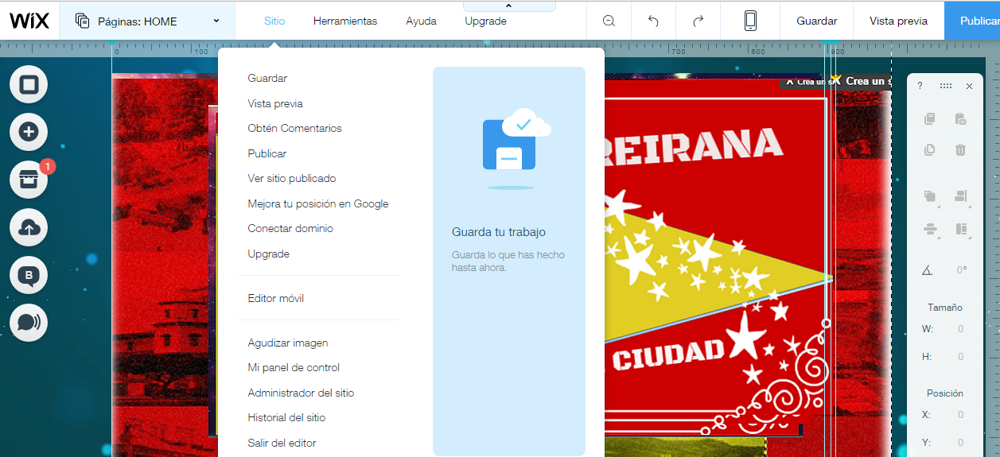 WiX
Páginas: HOME
Sitio
Herramientas
Ayuda
Upgrade
Guardar
Vista previa
Publicar
0
100
700
800
900
Guardar
Vista previa
Obtén Comentarios
Publicar
Ver sitio publicado
Mejora tu posición en Google
Conectar dominio
Upgrade
Editor móvil
Agudizar imagen
Mi panel de control
Administrador del sitio
Historial del sitio
Salir del editor
Guarda tu trabajo
Guarda lo que has hecho
hasta ahora.
1
B
Crea un s
Crea un s
REIRANA
CIUDAD
?
0°
Tamaño
W: 0
H: 0
Posición
X: 0
Y: 0